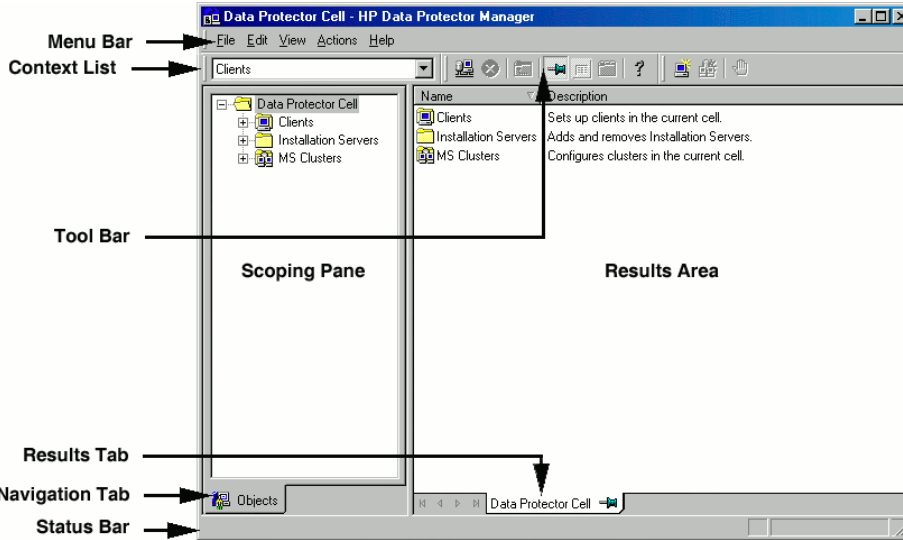 Data Protector Cell - HP Data Protector Manager
Menu Bar
File Edit View Actions Help
Context List
Clients
?
Name Description
Data Protector Cell
Clients
Installation Servers
MS Clusters
Clients Sets up clients in the current cell.
Installation Servers Adds and removes Installation Servers.
MS Clusters Configures clusters in the current cell.
Tool Bar
Scoping Pane
Results Area
Results Tab
Navigation Tab
Objects
Data Protector Cell
Status Bar